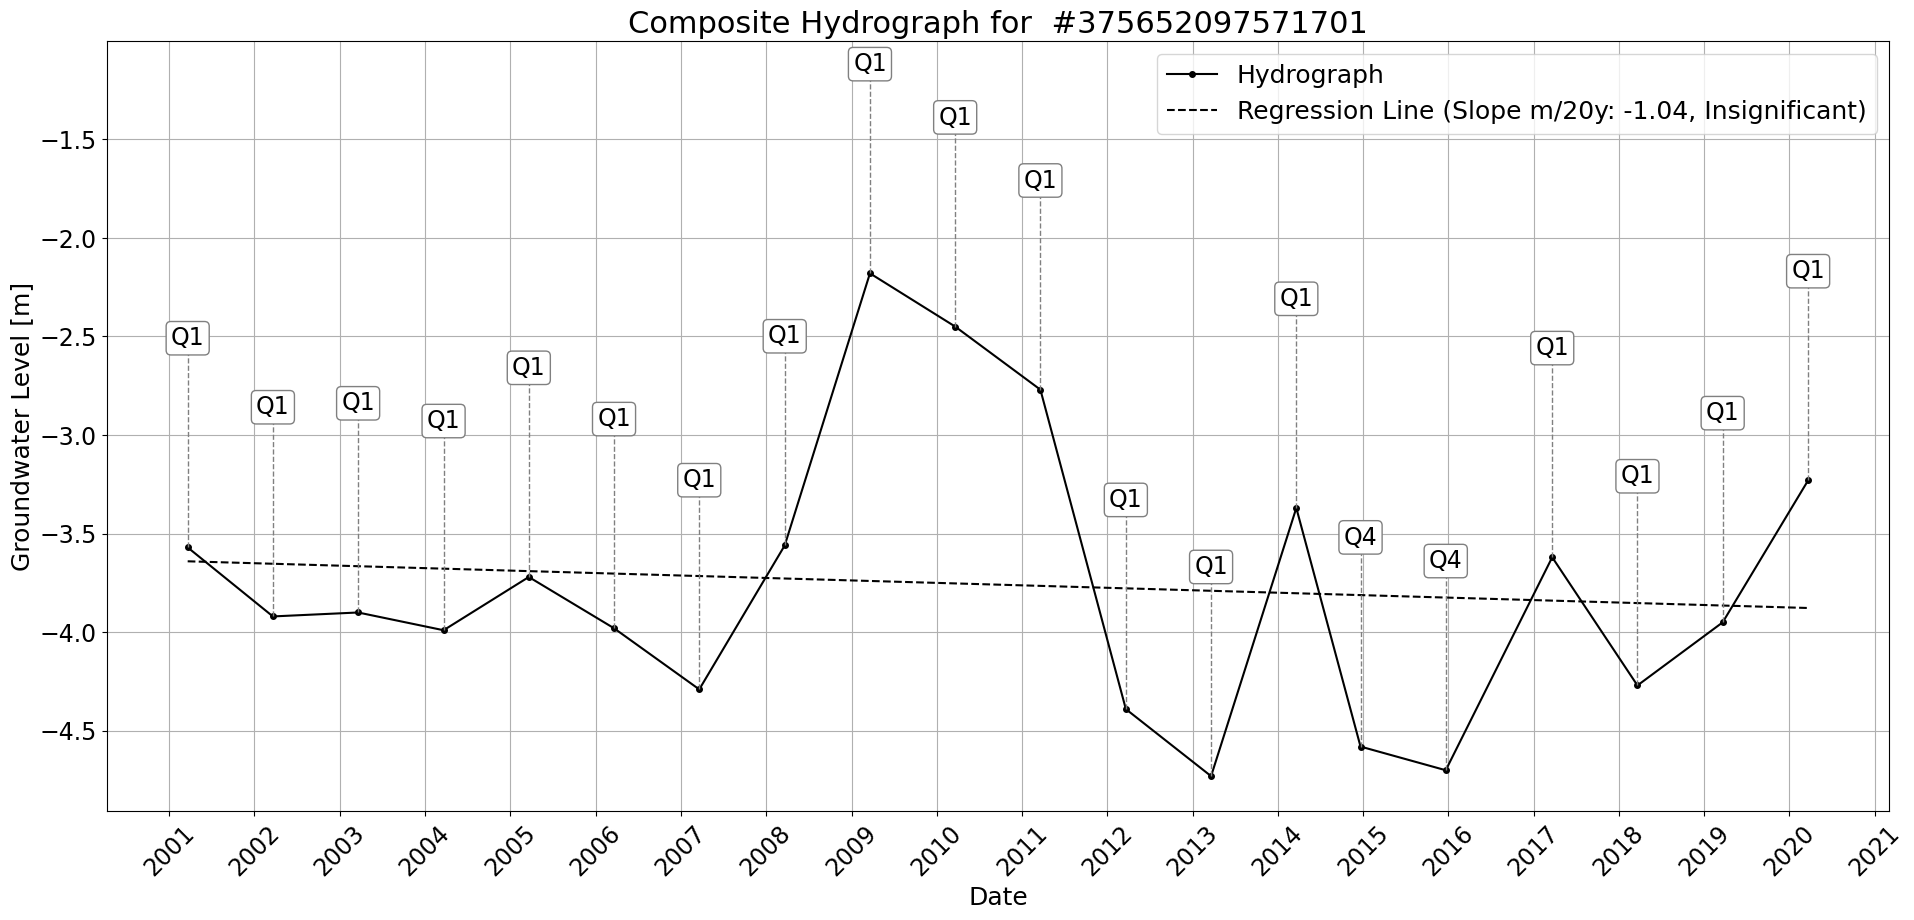 Composite Hydrograph for  #375652097571701
Hydrograph
Regression Line (Slope m/20y: -1.04, Insignificant)
Groundwater Level [m]
−1.5
−2.0
−2.5
−3.0
−3.5
−4.0
−4.5
Q1
Q1
Q1
Q1
Q1
Q1
Q1
Q1
Q1
Q1
Q1
Q1
Q1
Q1
Q4
Q4
Q1
Q1
Q1
Q1
2001
2002
2003
2004
2005
2006
2007
2008
2009
2010
2011
2012
2013
2014
2015
2016
2017
2018
2019
2020
2021
Date